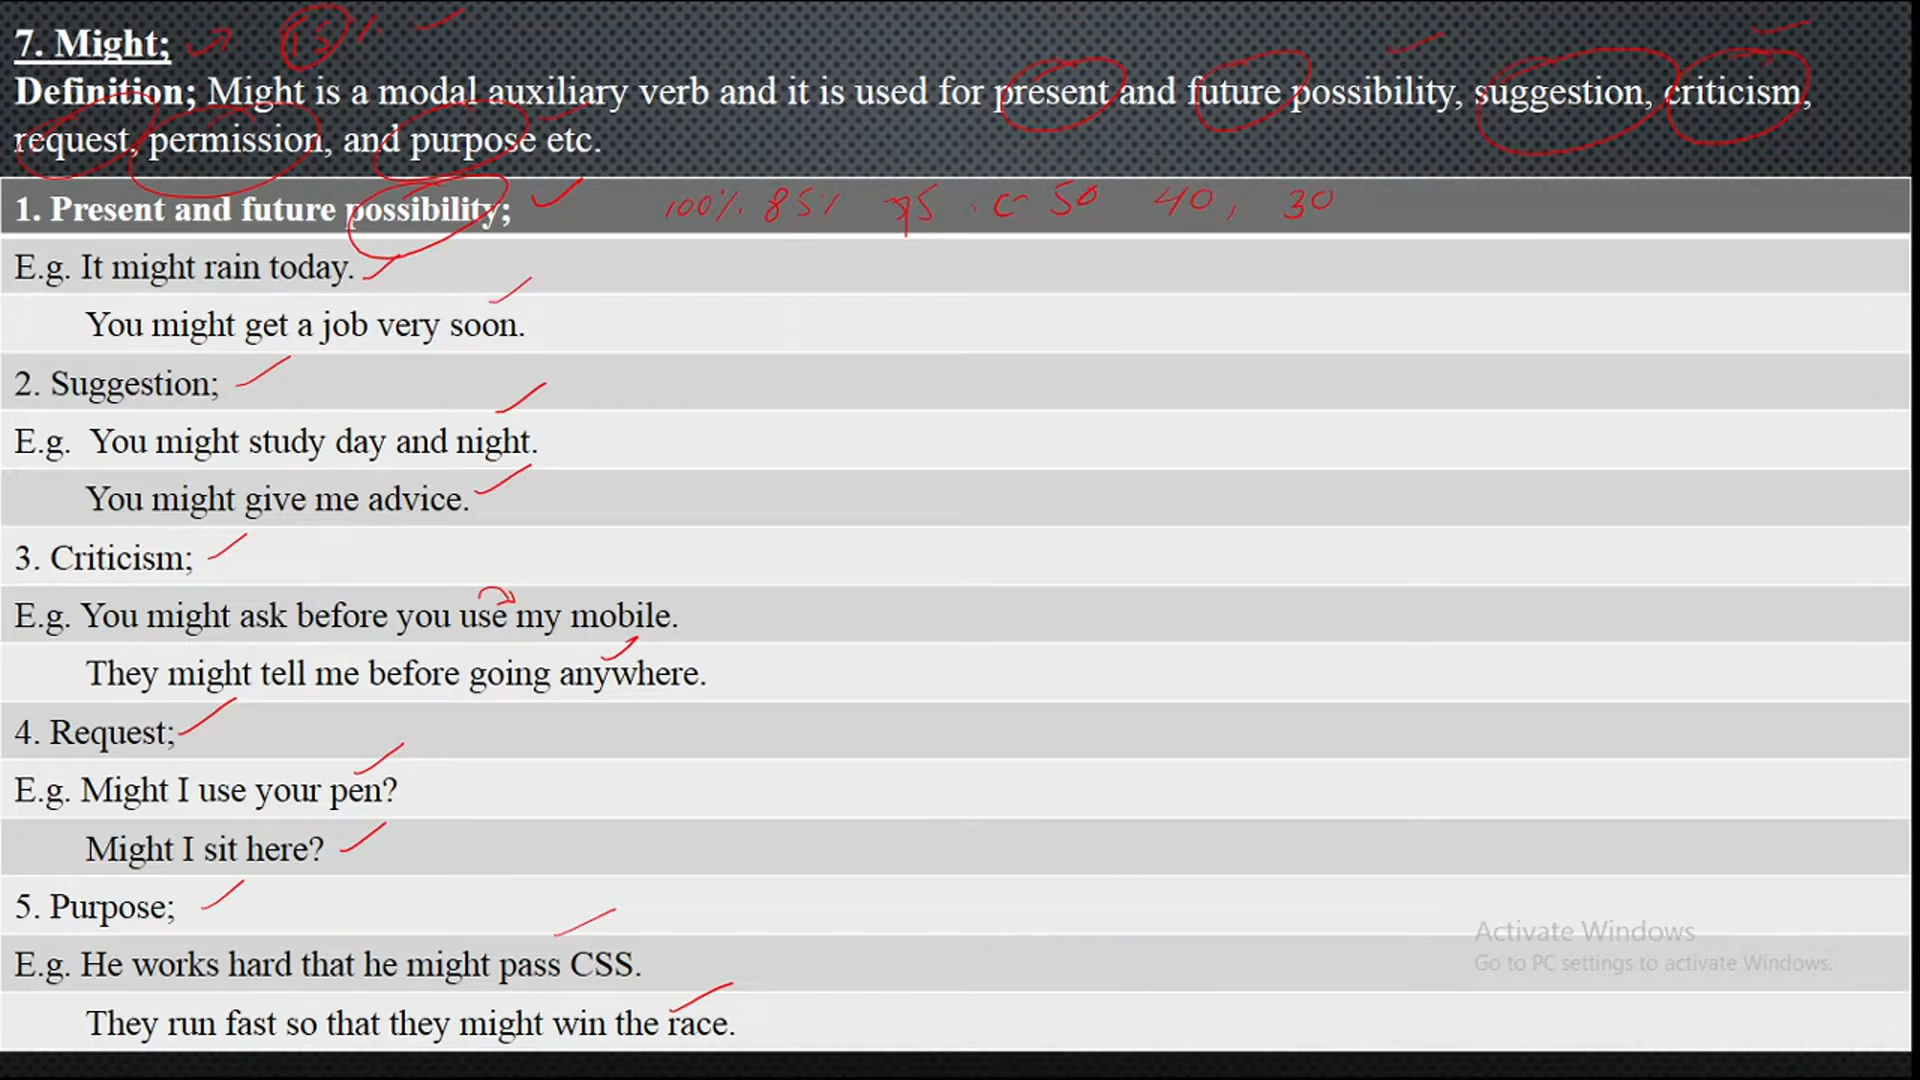 7. Might; 15%
Definition; Might is a modal auxiliary verb and it is used for present and future possibility, suggestion, criticism,
request, permission, and purpose etc.
1. Present and future possibility; 100%. 85% 75 50 40, 30
E.g. It might rain today.
You might get a job very soon.
2. Suggestion;
E.g. You might study day and night.
You might give me advice.
3. Criticism;
E.g. You might ask before you use my mobile.
They might tell me before going anywhere.
4. Request;
E.g. Might I use your pen?
Might I sit here?
5. Purpose;
E.g. He works hard that he might pass CSS.
They run fast so that they might win the race.
Activate Windows
Go to PC settings to activate Windows.